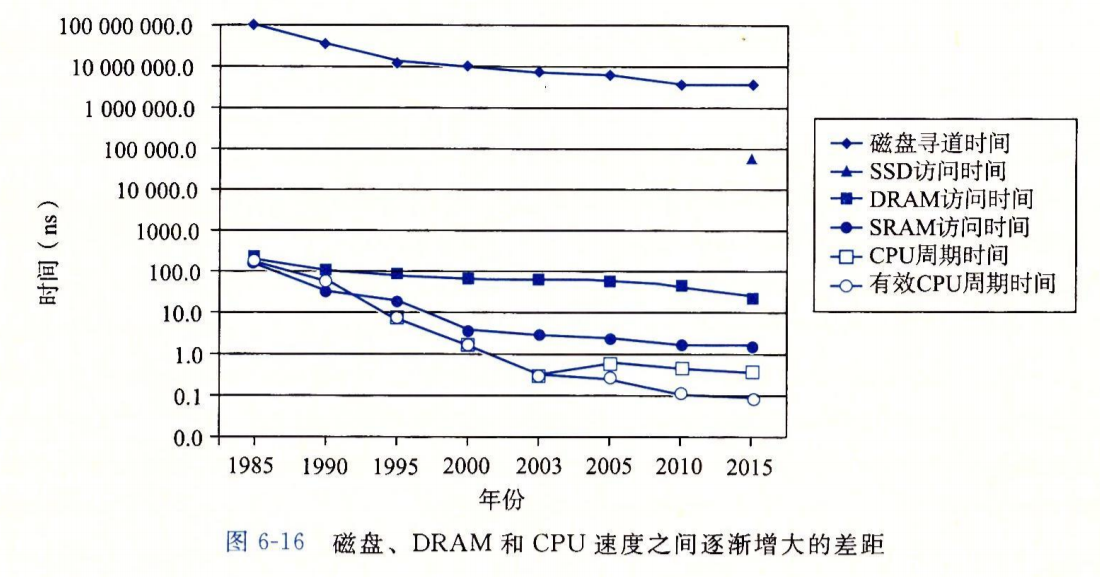 100 000 000.0
10 000 000.0
1 000 000.0
100 000.0
10 000.0
1000.0
100.0
10.0
1.0
0.1
0.0
时间（ns）
1985 1990 1995 2000 2003 2005 2010 2015
年份
磁盘寻道时间
SSD访问时间
DRAM访问时间
SRAM访问时间
CPU周期时间
有效CPU周期时间
图 6-16 磁盘、DRAM 和 CPU 速度之间逐渐增大的差距